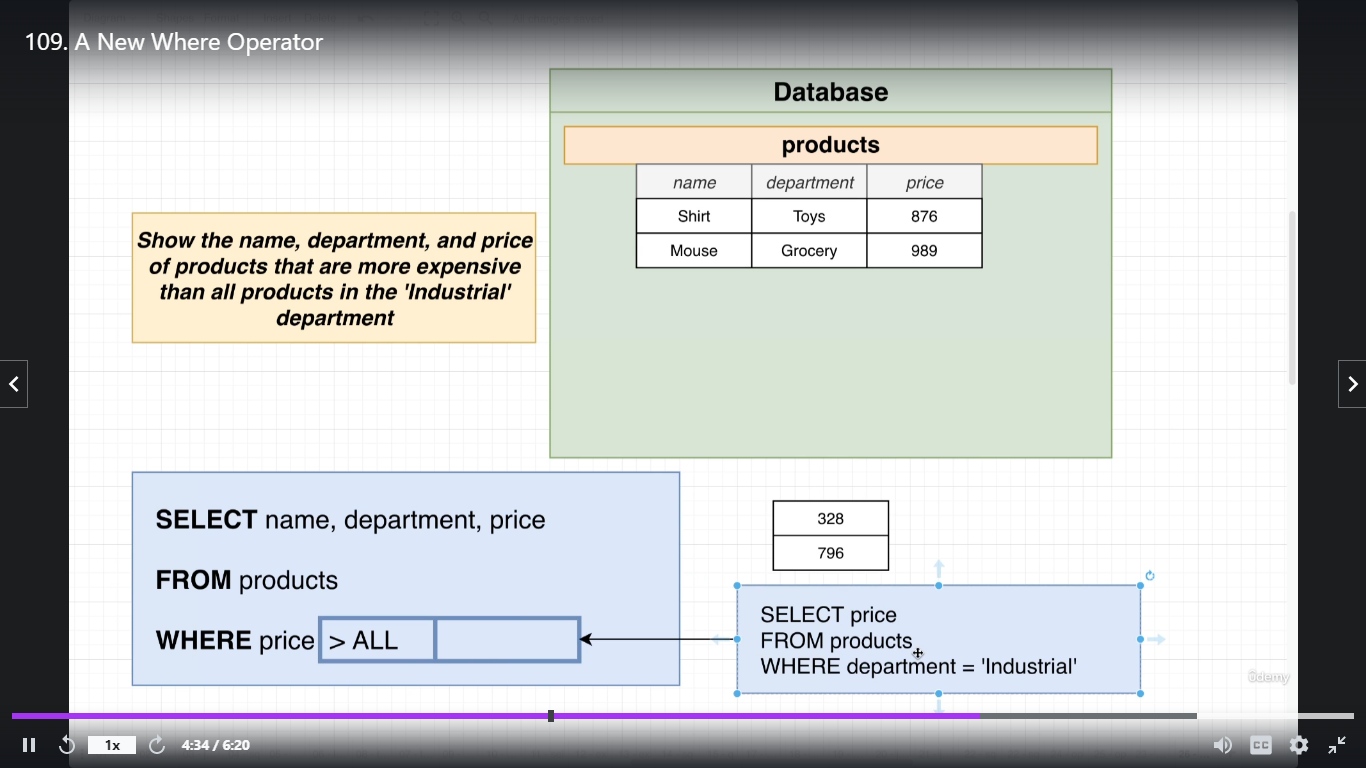 109. A New Where Operator
Database
products
name department price
Shirt Toys 876
Mouse Grocery 989
Show the name, department, and price
of products that are more expensive
than all products in the 'Industrial'
department
SELECT name, department, price
FROM products
WHERE price > ALL
328
796
SELECT price
FROM products
WHERE department = 'Industrial'
ûdemy
1x
4:34 / 6:20
CC